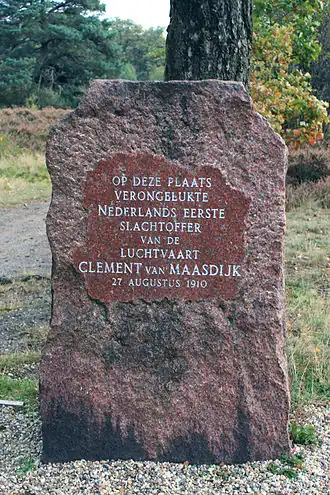 OP DEZE PLAATS
VERONGELUKTE
NEDERLANDS EERSTE
SLACHTOFFER
VAN DE
LUCHTVAART
CLEMENT VAN MAASDIJK
27 AUGUSTUS 1910